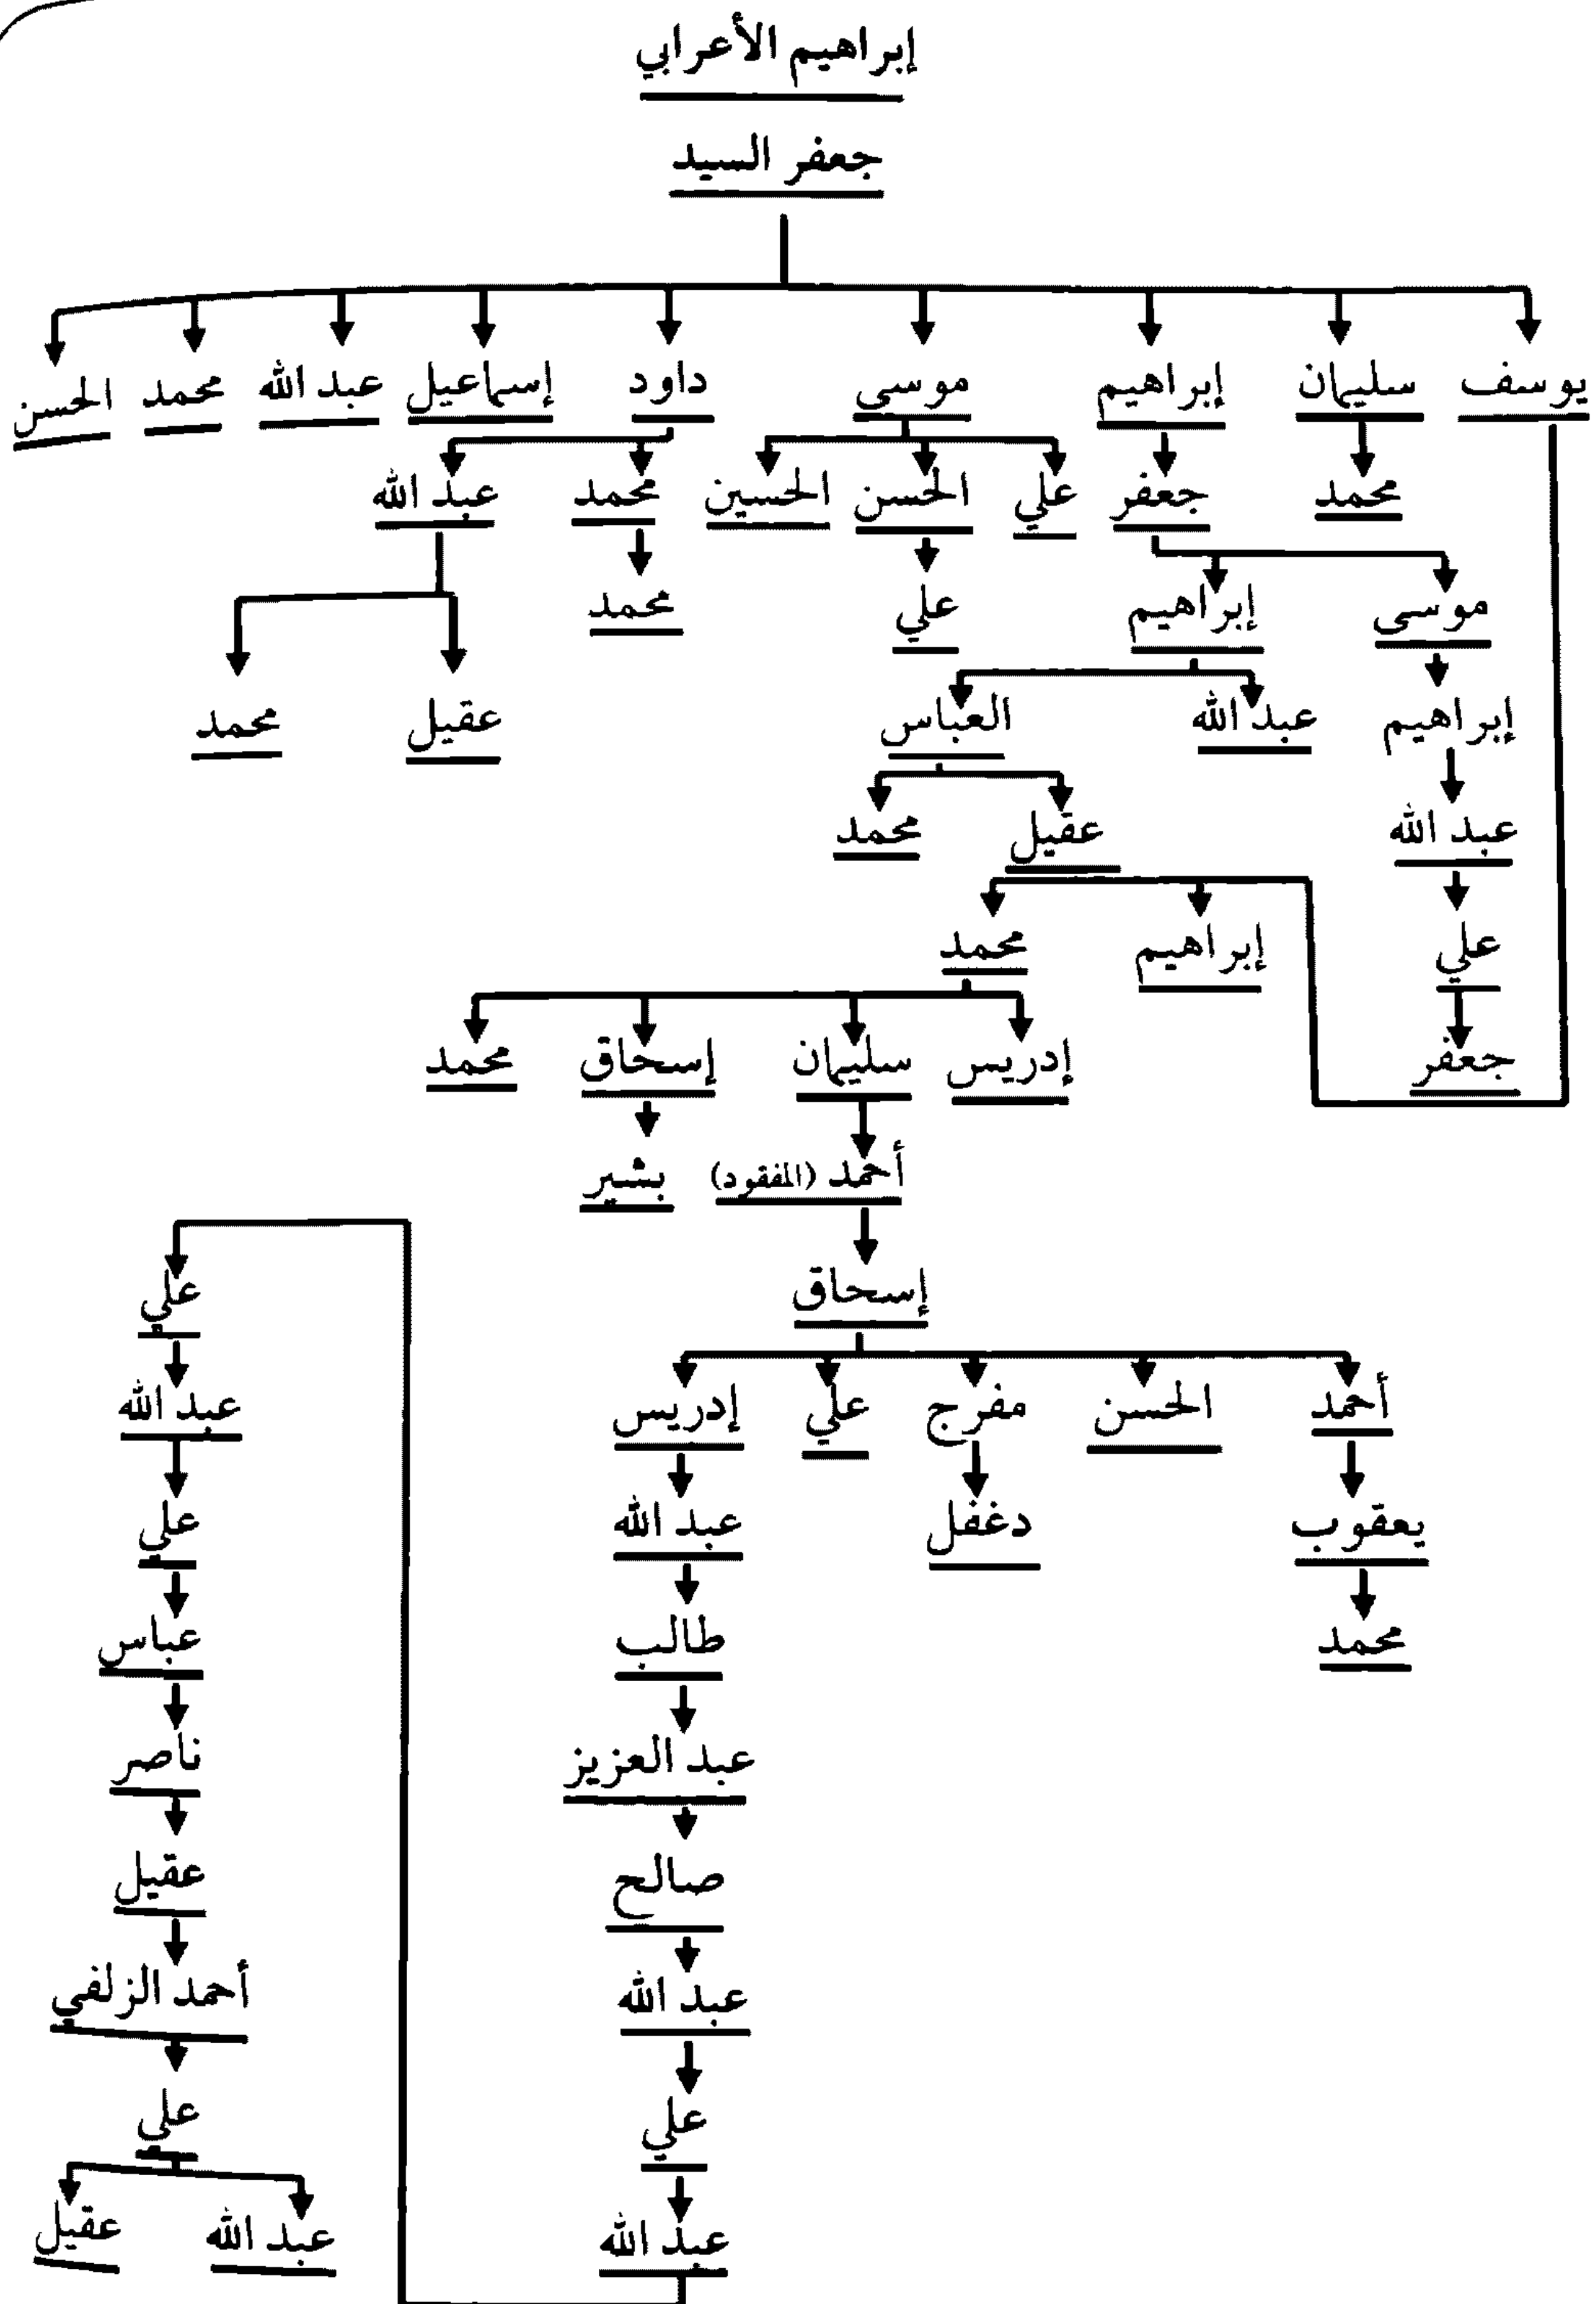 إبراهيم الأعرابي
جعفر السيد
يوسف سليمان إبراهيم موسى داود إسماعيل عبد الله محمد الحسن
محمد جعفر علي الحسن الحسين محمد عبد الله
موسى إبراهيم علي محمد
إبراهيم عبد الله العباس عقيل محمد
عبد الله عقيل محمد
علي إبراهيم محمد
جعفر إدريس سليمان إسحاق محمد
أحمد (المفقود) بشير
إسحاق علي
أحمد الحسن مفرج علي إدريس عبد الله
يعقوب دغفل عبد الله علي
محمد طالب عباس
عبد العزيز ناصر
صالح عقيل
عبد الله أحمد الزلفي
علي علي
عبد الله عبد الله عقيل